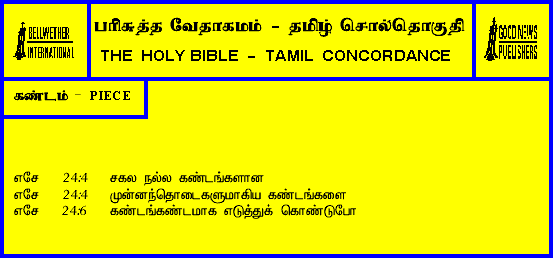 BELLWETHER
INTERNATIONAL
பரிசுத்த வேதாகமம் - தமிழ் சொல்தொகுதி
THE HOLY BIBLE - TAMIL CONCORDANCE
GOOD NEWS
PUBLISHERS
கண்டம் - PIECE
எசே 24:4 சகல நல்ல கண்டங்களான
எசே 24:4 முன்னந்தொடைகளுமாகிய கண்டங்களை
எசே 24:6 கண்டங்கண்டமாக எடுத்துக் கொண்டுபோ